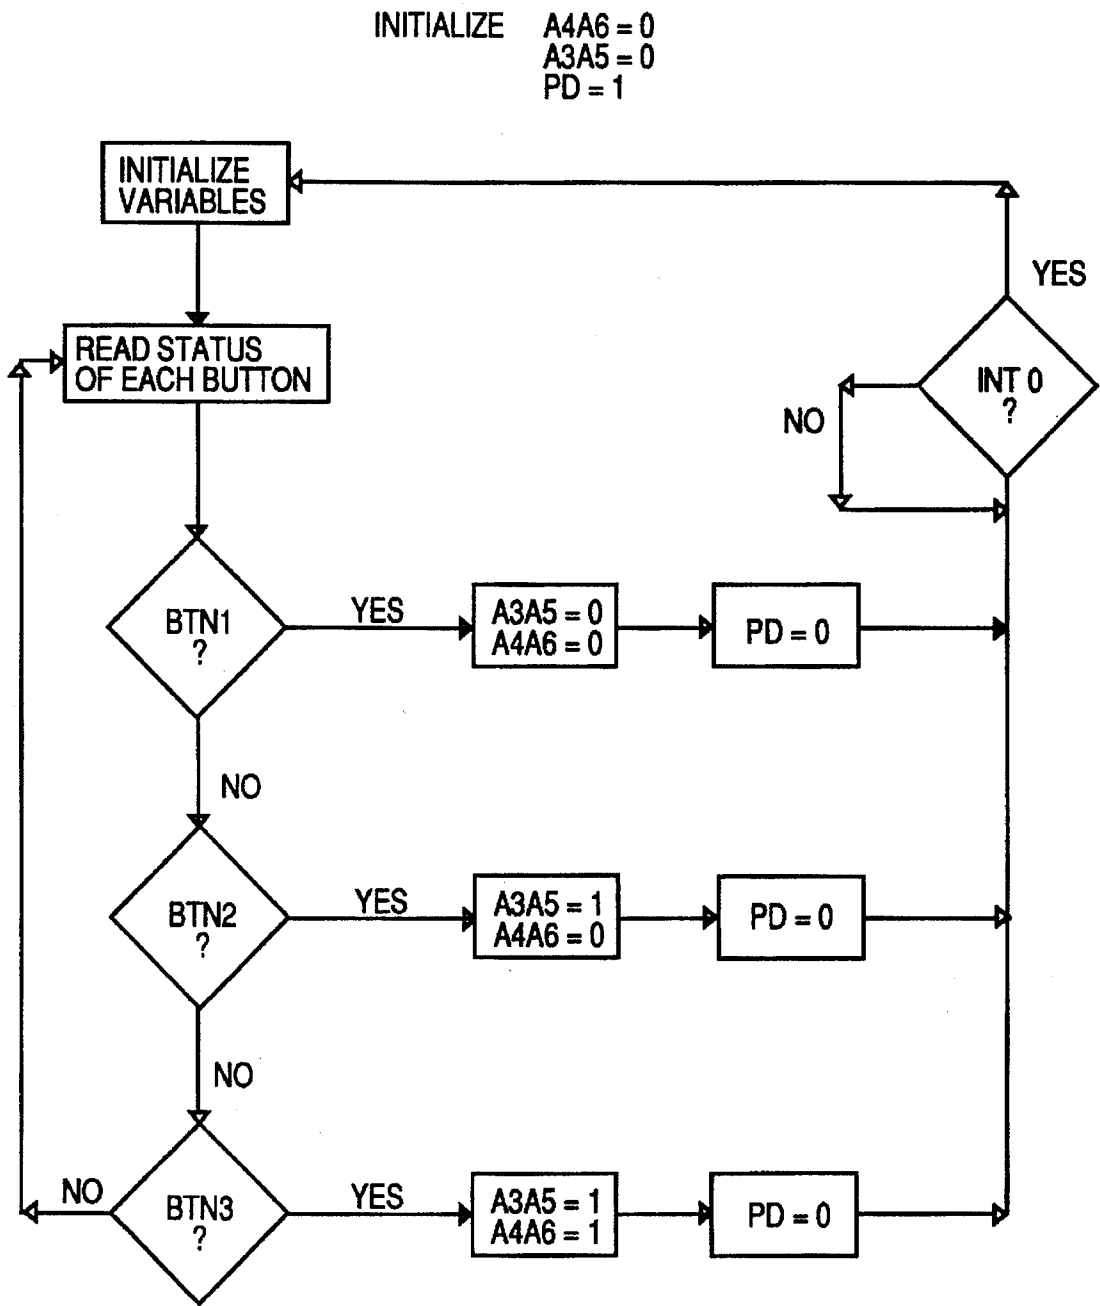 INITIALIZE A4A6 = 0
A3A5 = 0
PD = 1
INITIALIZE
VARIABLES
YES
READ STATUS
OF EACH BUTTON
INT 0
?
NO
BTN1
?
YES
A3A5 = 0
A4A6 = 0
PD = 0
NO
BTN2
?
YES
A3A5 = 1
A4A6 = 0
PD = 0
NO
NO
BTN3
?
YES
A3A5 = 1
A4A6 = 1
PD = 0